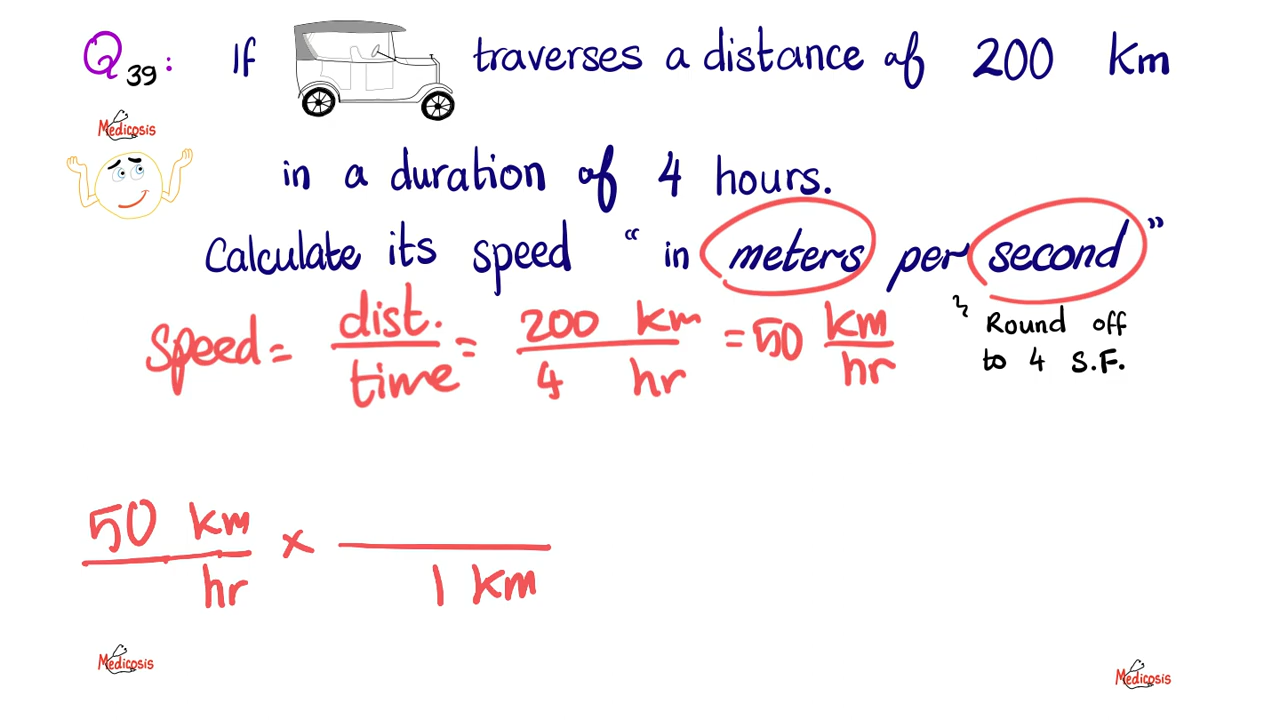 Q39: If traverses a distance of 200 km
Medicosis
in a duration of 4 hours.
Calculate its speed “in meters per second”
Speed = dist. / time = 200 km / 4 hr = 50 km / hr
Round off
to 4 S.F.
50 km / hr × / 1 km
Medicosis
Medicosis